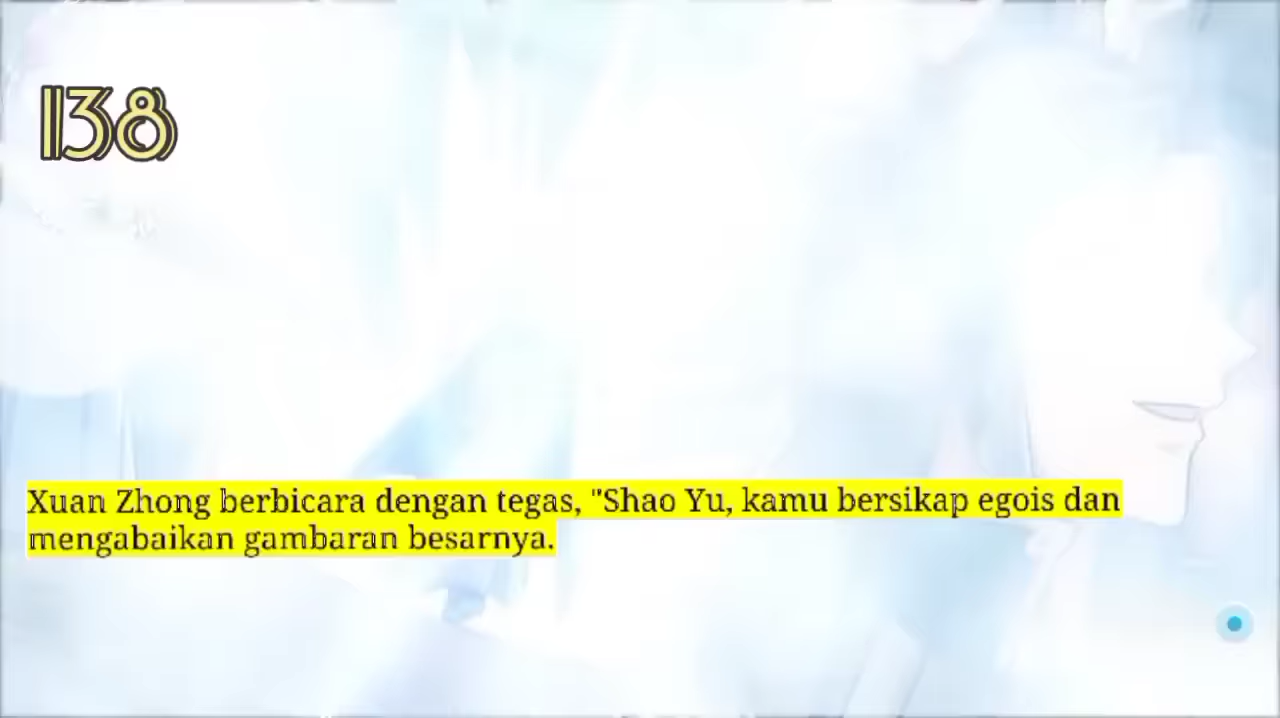 138
Xuan Zhong berbicara dengan tegas, "Shao Yu, kamu bersikap egois dan
mengabaikan gambaran besarnya.